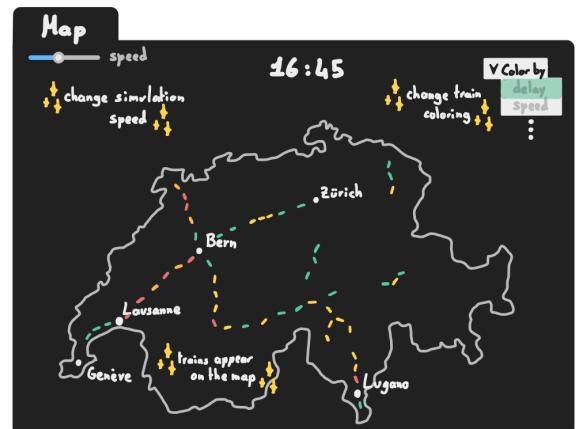 Map
speed
16:45
V Color by
delay
speed
change simulation
speed
change train
coloring
Zürich
Bern
Lausanne
Genève
trains appear
on the map
Lugano